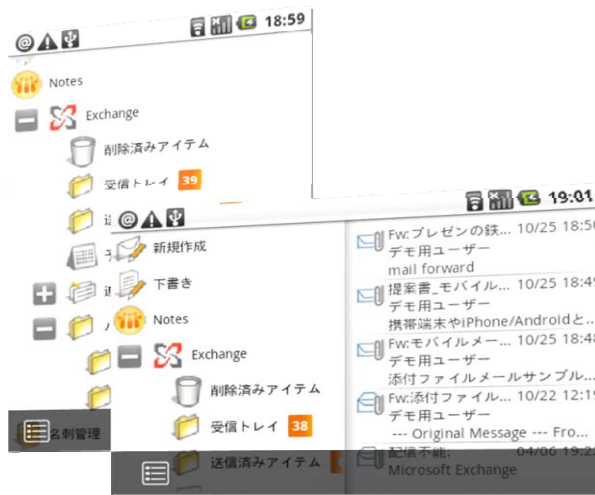 18:59
Notes
Exchange
削除済みアイテム
受信トレイ 39
名刺管理
19:01
新規作成
下書き
Notes
Exchange
削除済みアイテム
受信トレイ 38
送信済みアイテム
Fw:プレゼンの鉄... 10/25 18:50
デモ用ユーザー
mail forward
提案書_モバイル... 10/25 18:49
デモ用ユーザー
携帯端末やiPhone/Androidと...
Fw:モバイルメー... 10/25 18:48
デモ用ユーザー
添付ファイルメールサンプル...
Fw:添付ファイル... 10/22 12:19
デモ用ユーザー
--- Original Message --- Fro...
配信不能: 04/06 19:22
Microsoft Exchange